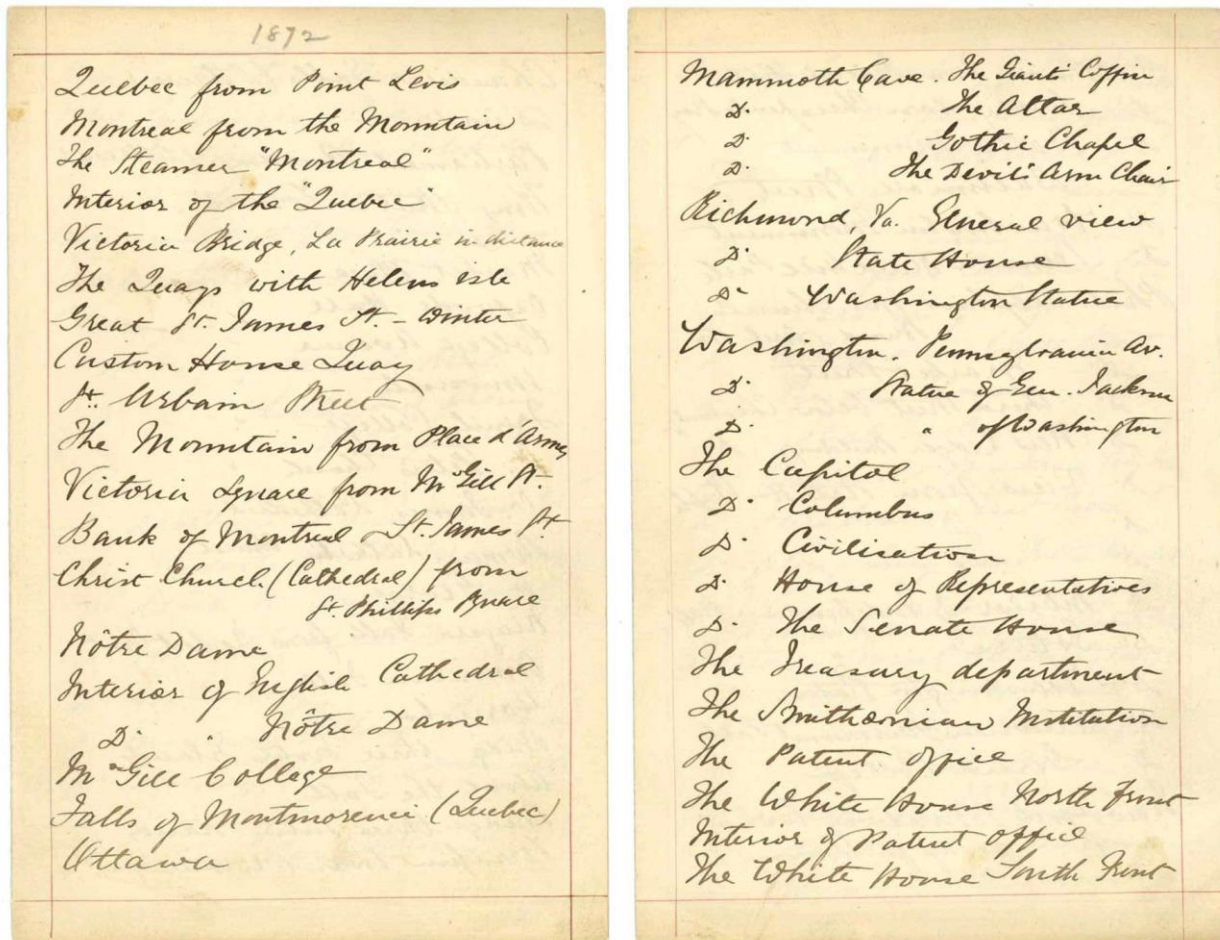 1872
Quebec from Point Levis
Montreal from the Mountain
The Steamer "Montreal"
Interior of the "Quebec"
Victoria Bridge, La Prairie in distance
The Quays with Helens isle
Great St. James St. - Winter
Custom House Quay
St. Urbain Street
The Mountain from Place d'Armes
Victoria Square from McGill St.
Bank of Montreal & St. James St.
Christ Church (Cathedral) from
St. Phillips Square
Nôtre Dame
Interior of English Cathedral
D. " Nôtre Dame
McGill College
Falls of Montmorenci (Quebec)
Ottawa
Mammoth Cave. The Giants' Coffin
D. The Altar
D. Gothic Chapel
D. The Devil's Arm Chair
Richmond, Va. General view
D. State House
D. Washington Statue
Washington. Pennsylvania Av.
D. Statue of Gen. Jackson
D. " of Washington
The Capitol
D. Columbus
D. Civilisation
D. House of Representatives
D. The Senate House
The Treasury department
The Smithsonian Institution
The Patent office
The White House North Front
Interior of Patent office
The White House South Front